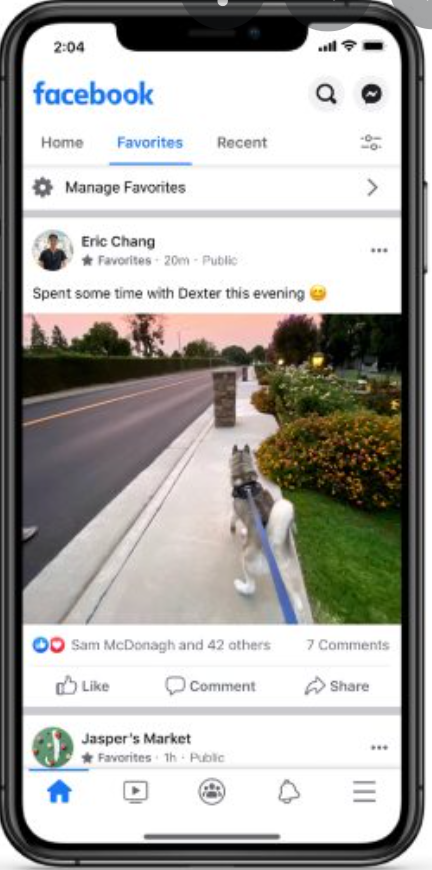 2:04
facebook
Home Favorites Recent
Manage Favorites
Eric Chang
Favorites · 20m · Public
Spent some time with Dexter this evening 😊
Sam McDonagh and 42 others 7 Comments
Like Comment Share
Jasper's Market
Favorites · 1h · Public